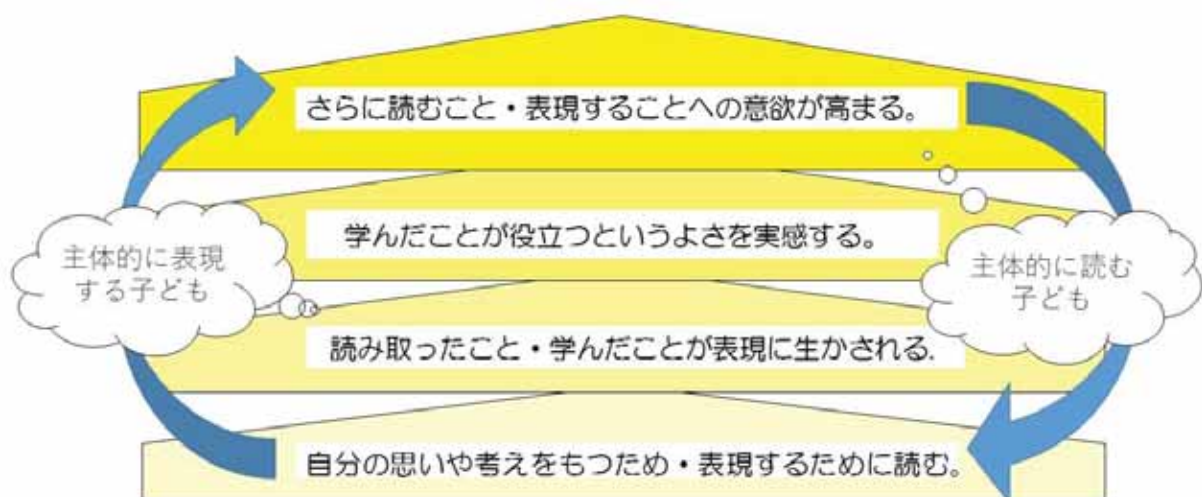 さらに読むこと・表現することへの意欲が高まる。
学んだことが役立つというよさを実感する。
主体的に表現
する子ども
主体的に読む
子ども
読み取ったこと・学んだことが表現に生かされる.
自分の思いや考えをもつため・表現するために読む。